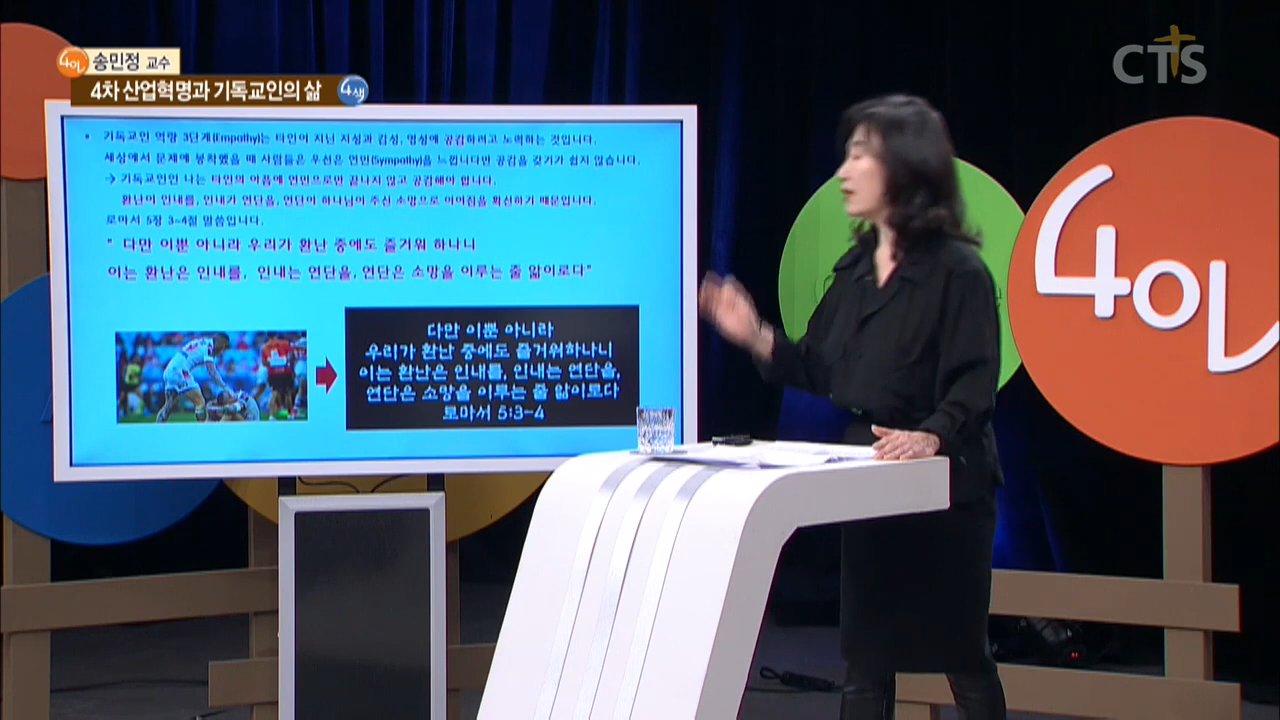 4인
송민정 교수
4차 산업혁명과 기독교인의 삶
4색
CTS
• 기독교인 역량 3단계(Empathy)는 타인이 지닌 지성과 감성, 영성에 공감하려고 노력하는 것입니다.
세상에서 문제에 봉착했을 때 사람들은 우선은 연민(Sympathy)을 느낍니다만 공감을 갖기가 쉽지 않습니다.
→ 기독교인인 나는 타인의 아픔에 연민으로만 끝나지 않고 공감해야 합니다.
환난이 인내를, 인내가 연단을, 연단이 하나님이 주신 소망으로 이어짐을 확신하기 때문입니다.
로마서 5장 3~4절 말씀입니다.
" 다만 이뿐 아니라 우리가 환난 중에도 즐거워 하나니
이는 환난은 인내를, 인내는 연단을, 연단은 소망을 이루는 줄 앎이로다"
다만 이뿐 아니라
우리가 환난 중에도 즐거워하나니
이는 환난은 인내를, 인내는 연단을,
연단은 소망을 이루는 줄 앎이로다
로마서 5:3-4
4인